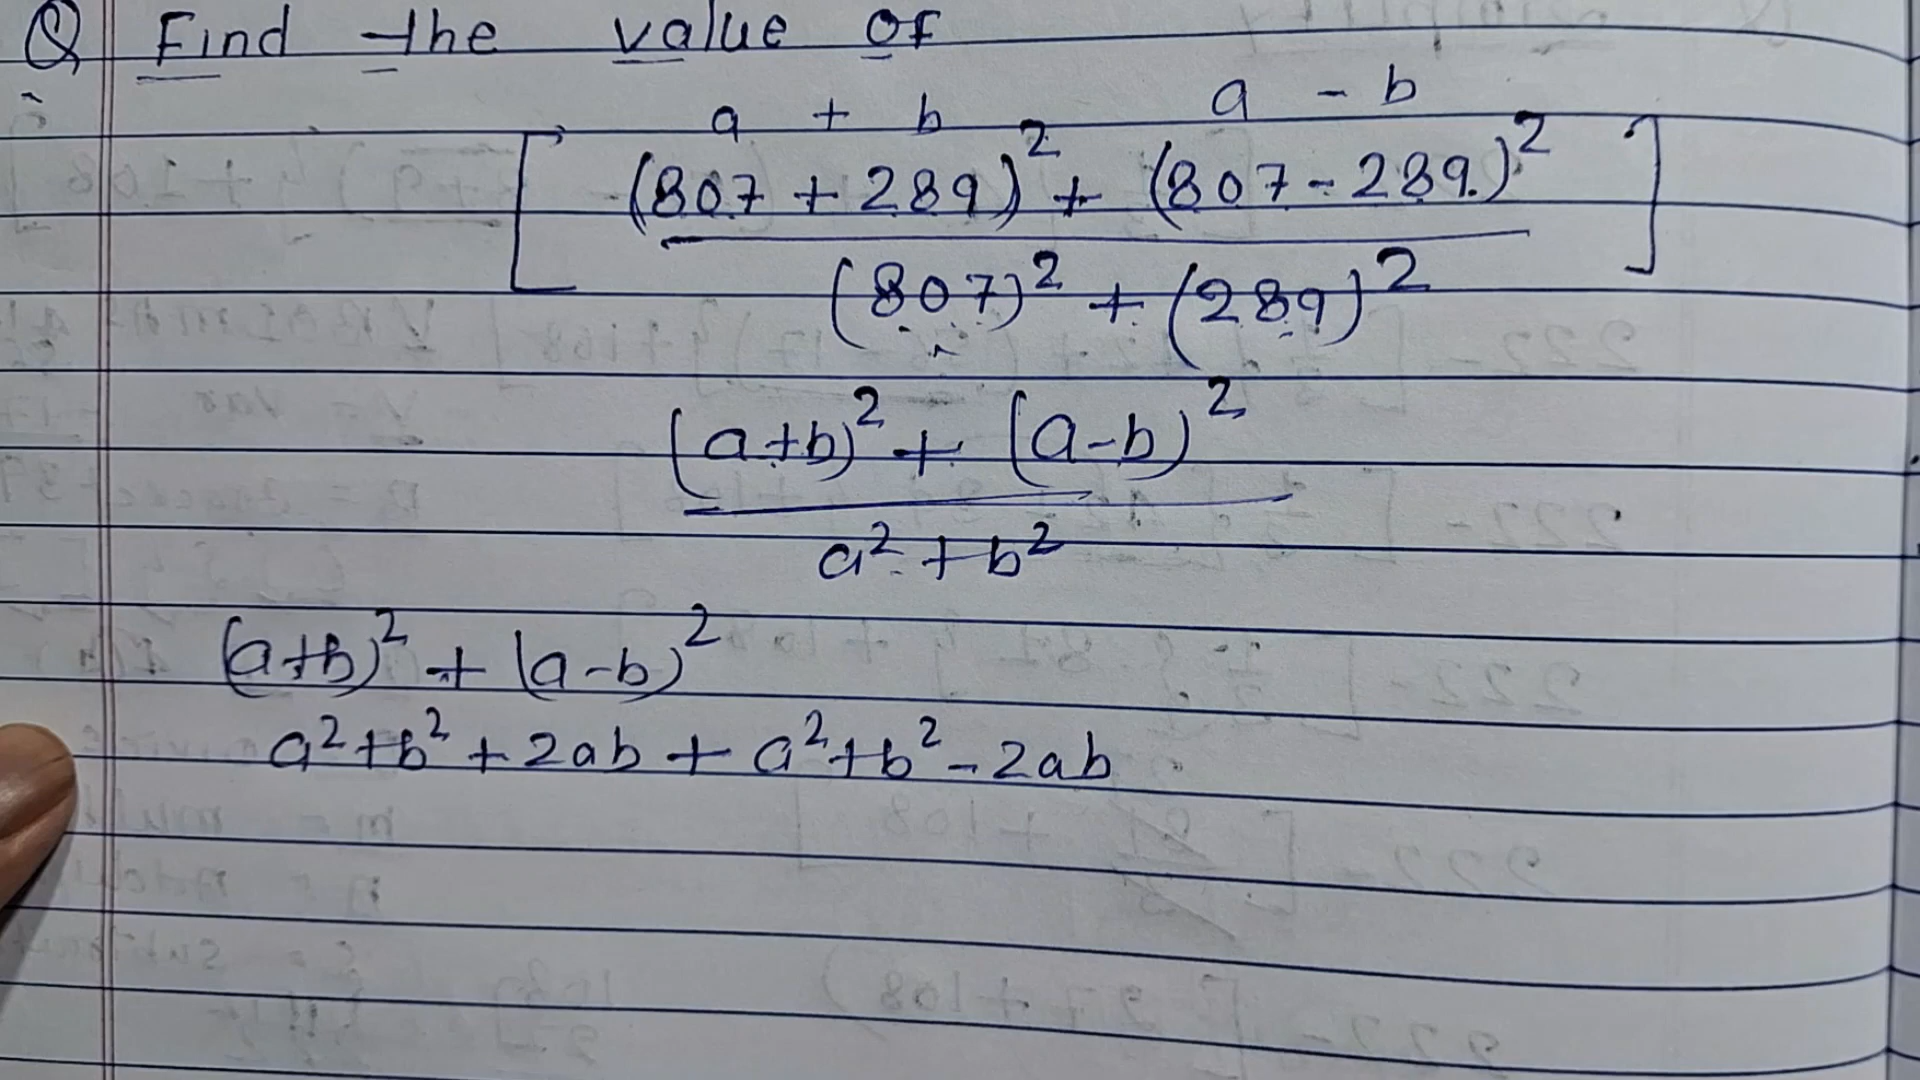 Q Find the value of
a + b a - b
[ (807 + 289)² + (807 - 289)² ]
(807)² + (289)²
(a+b)² + (a-b)²
a² + b²
(a+b)² + (a-b)²
a²+b² + 2ab + a²+b² - 2ab